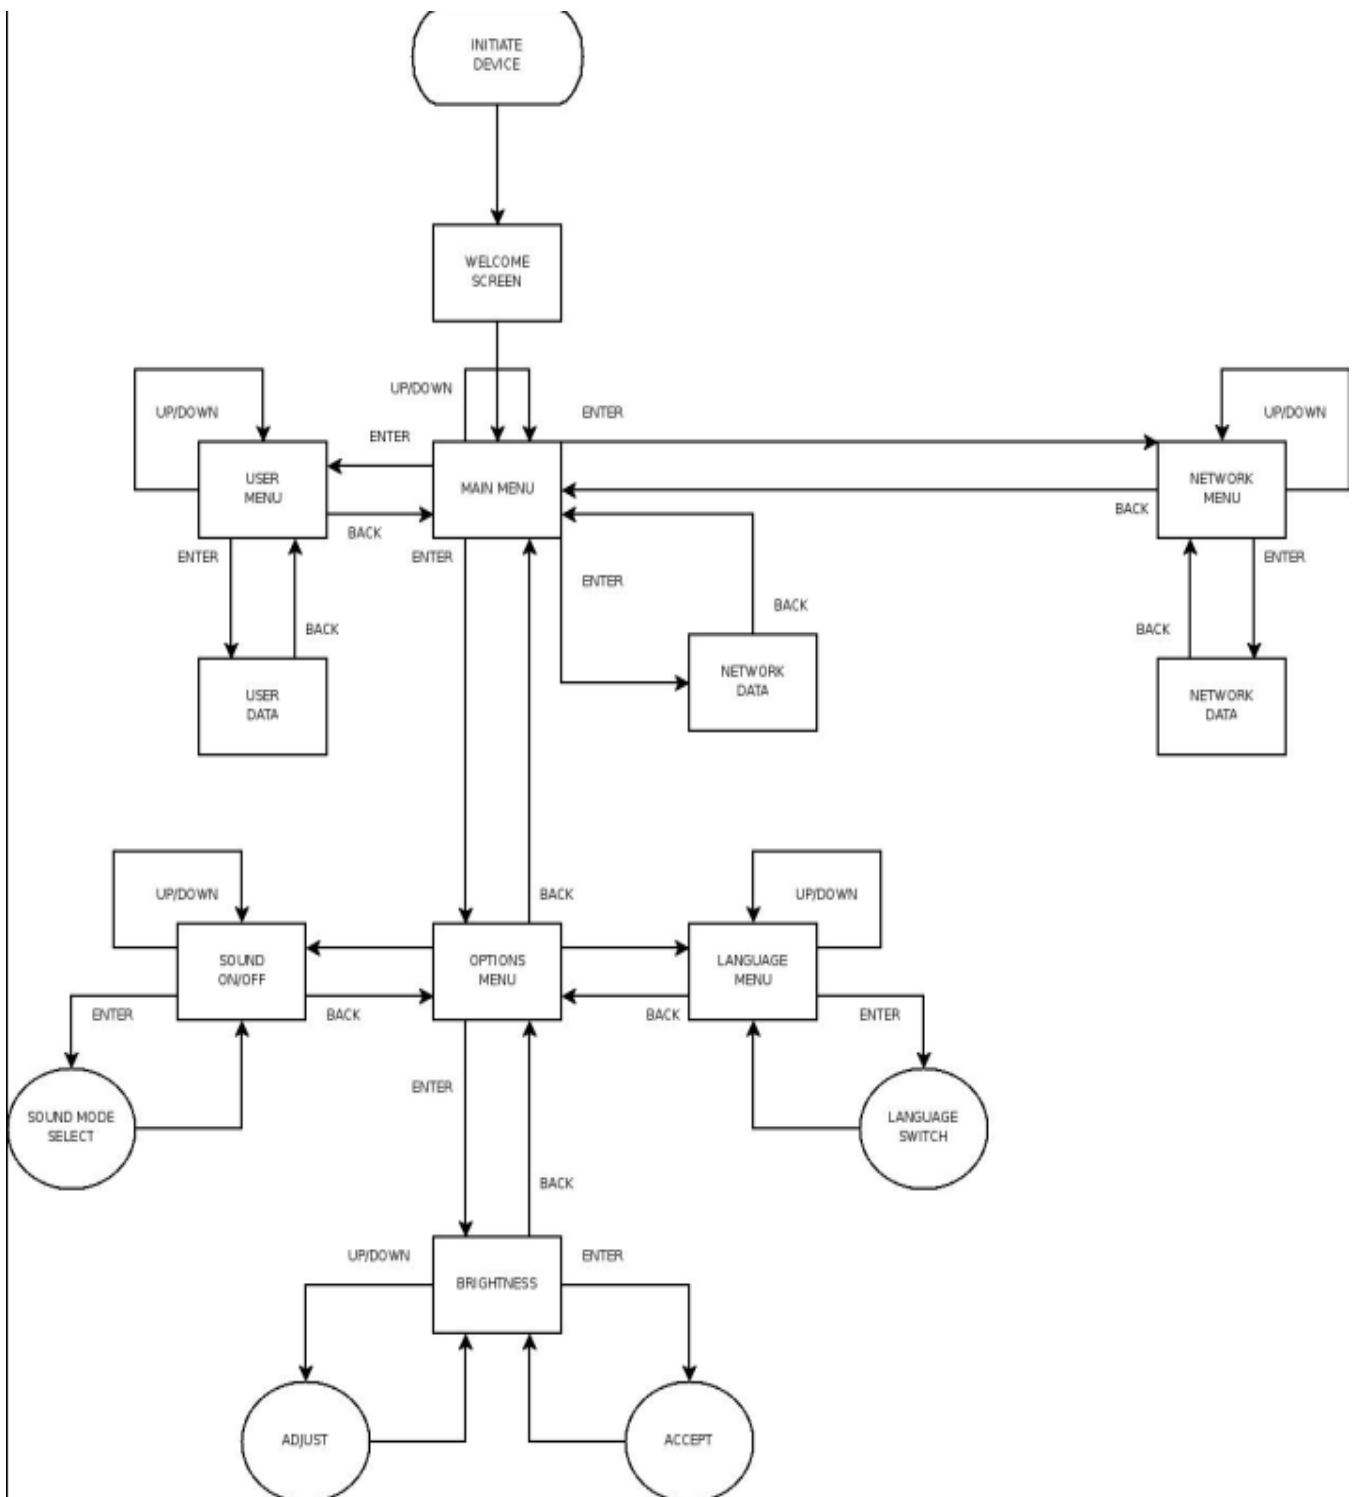 INITIATE
DEVICE
WELCOME
SCREEN
UP/DOWN
UP/DOWN
ENTER
UP/DOWN
ENTER
USER
MENU
MAIN MENU
NETWORK
MENU
BACK
BACK
ENTER
ENTER
ENTER
ENTER
BACK
BACK
BACK
USER
DATA
NETWORK
DATA
NETWORK
DATA
UP/DOWN
BACK
UP/DOWN
SOUND
ON/OFF
OPTIONS
MENU
LANGUAGE
MENU
ENTER
BACK
BACK
ENTER
ENTER
SOUND MODE
SELECT
LANGUAGE
SWITCH
BACK
UP/DOWN
ENTER
BRIGHTNESS
ADJUST
ACCEPT